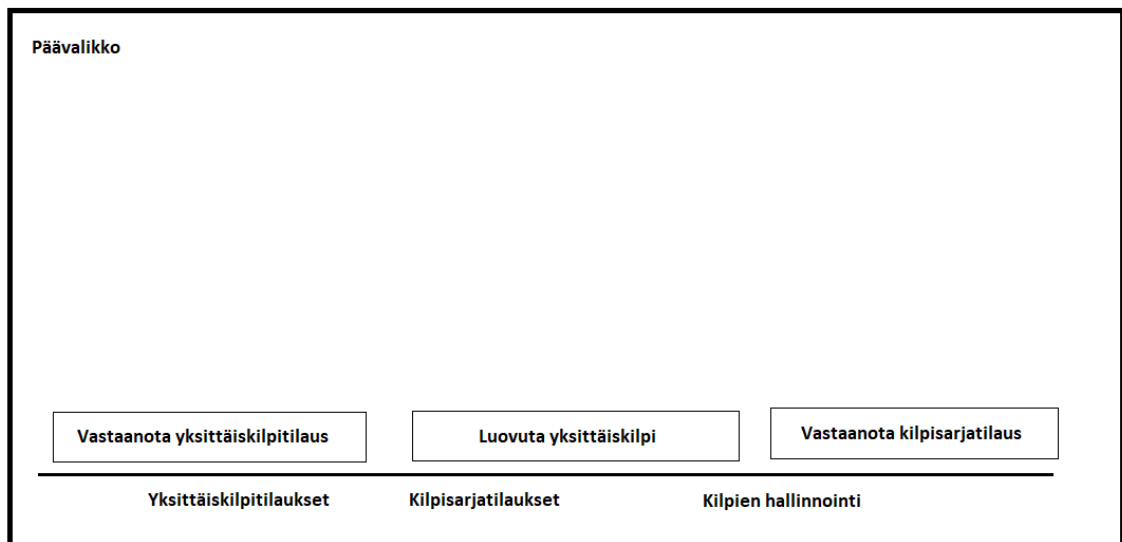 Päävalikko
Vastaanota yksittäiskilpitilaus
Luovuta yksittäiskilpi
Vastaanota kilpisarjatilaus
Yksittäiskilpitilaukset
Kilpisarjatilaukset
Kilpien hallinnointi